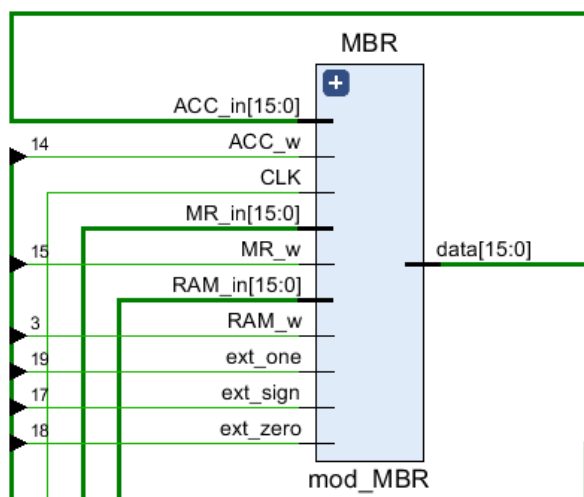 MBR
ACC_in[15:0]
14
ACC_w
CLK
MR_in[15:0]
15
MR_w
data[15:0]
RAM_in[15:0]
3
RAM_w
19
ext_one
17
ext_sign
18
ext_zero
mod_MBR